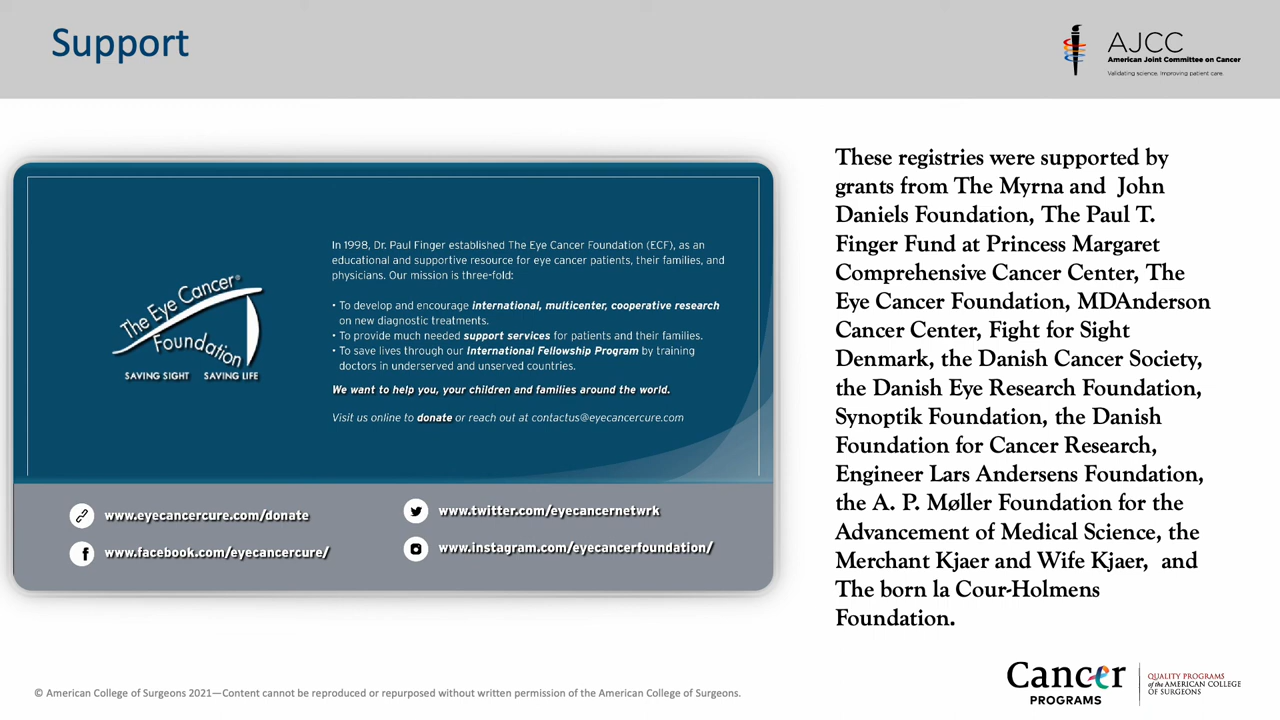 Support
AJCC
American Joint Committee on Cancer
Validating science. Improving patient care.
The Eye Cancer®
Foundation
SAVING SIGHT SAVING LIFE
In 1998, Dr. Paul Finger established The Eye Cancer Foundation (ECF), as an
educational and supportive resource for eye cancer patients, their families, and
physicians. Our mission is three-fold:
• To develop and encourage international, multicenter, cooperative research
on new diagnostic treatments.
• To provide much needed support services for patients and their families.
• To save lives through our International Fellowship Program by training
doctors in underserved and unserved countries.
We want to help you, your children and families around the world.
Visit us online to donate or reach out at contactus@eyecancercure.com
www.eyecancercure.com/donate
www.facebook.com/eyecancercure/
www.twitter.com/eyecancernetwrk
www.instagram.com/eyecancerfoundation/
These registries were supported by
grants from The Myrna and  John
Daniels Foundation, The Paul T.
Finger Fund at Princess Margaret
Comprehensive Cancer Center, The
Eye Cancer Foundation, MDAnderson
Cancer Center, Fight for Sight
Denmark, the Danish Cancer Society,
the Danish Eye Research Foundation,
Synoptik Foundation, the Danish
Foundation for Cancer Research,
Engineer Lars Andersens Foundation,
the A. P. Møller Foundation for the
Advancement of Medical Science, the
Merchant Kjaer and Wife Kjaer,  and
The born la Cour-Holmens
Foundation.
© American College of Surgeons 2021—Content cannot be reproduced or repurposed without written permission of the American College of Surgeons.
Cancer
PROGRAMS
QUALITY PROGRAMS
of the AMERICAN COLLEGE
OF SURGEONS